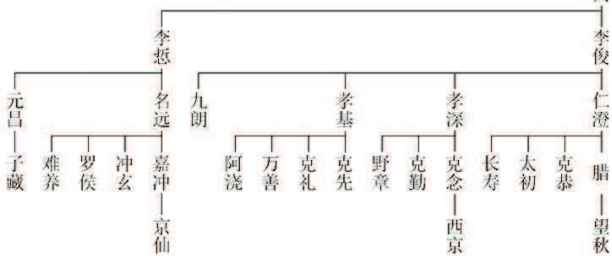 李悊 李俊
元昌 名远 九朗 孝基 孝深 仁澄
子藏 难养 罗侯 冲玄 嘉冲 阿浇 万善 克礼 克先 野章 克勤 克念 长寿 太初 克恭 腊
京仙 西京 望秋